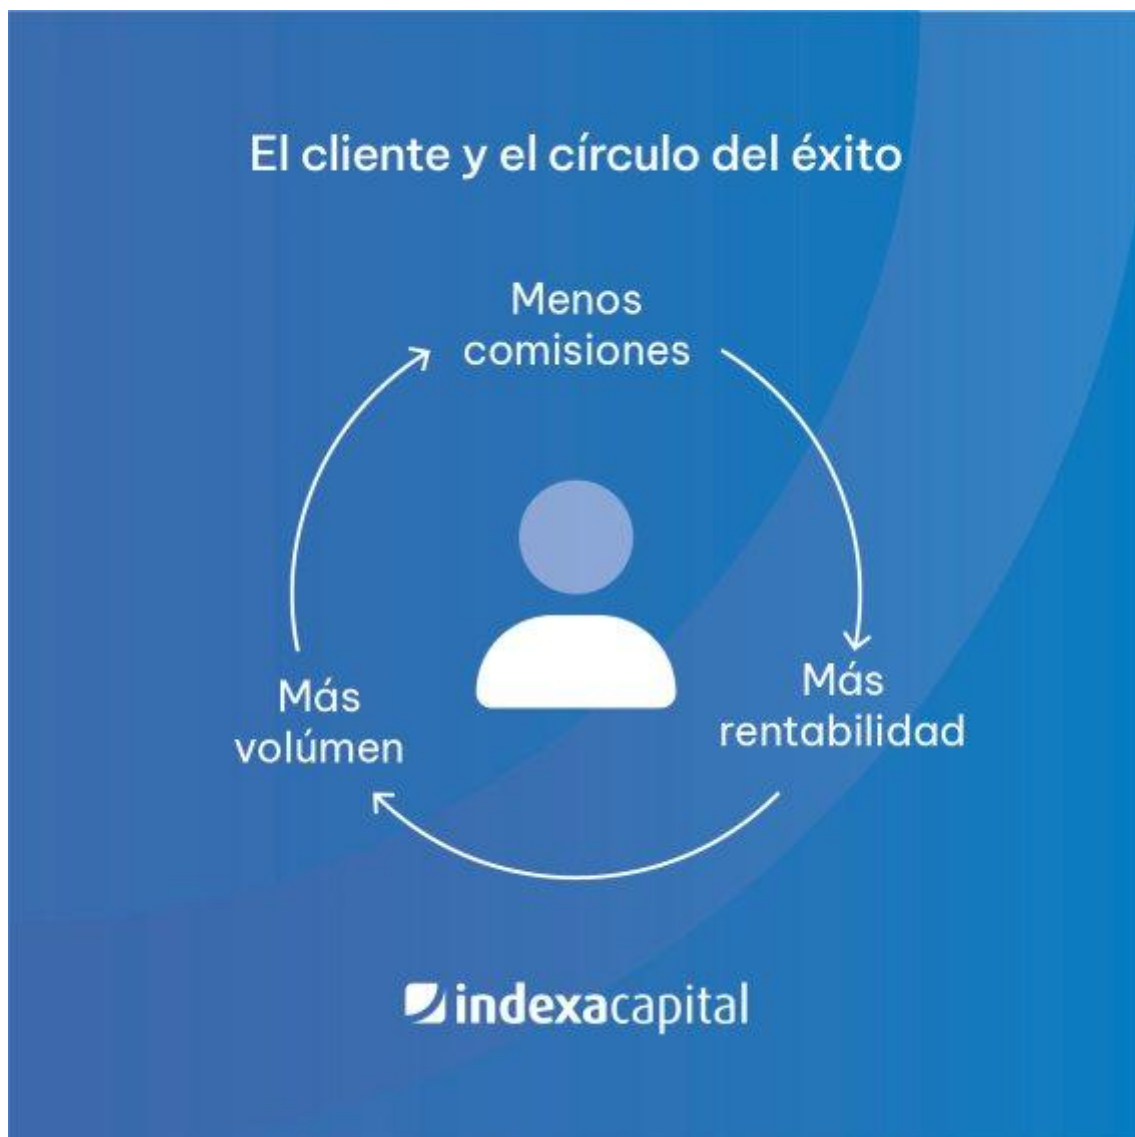 El cliente y el círculo del éxito
Menos
comisiones
Más
rentabilidad
Más
volúmen
indexacapital